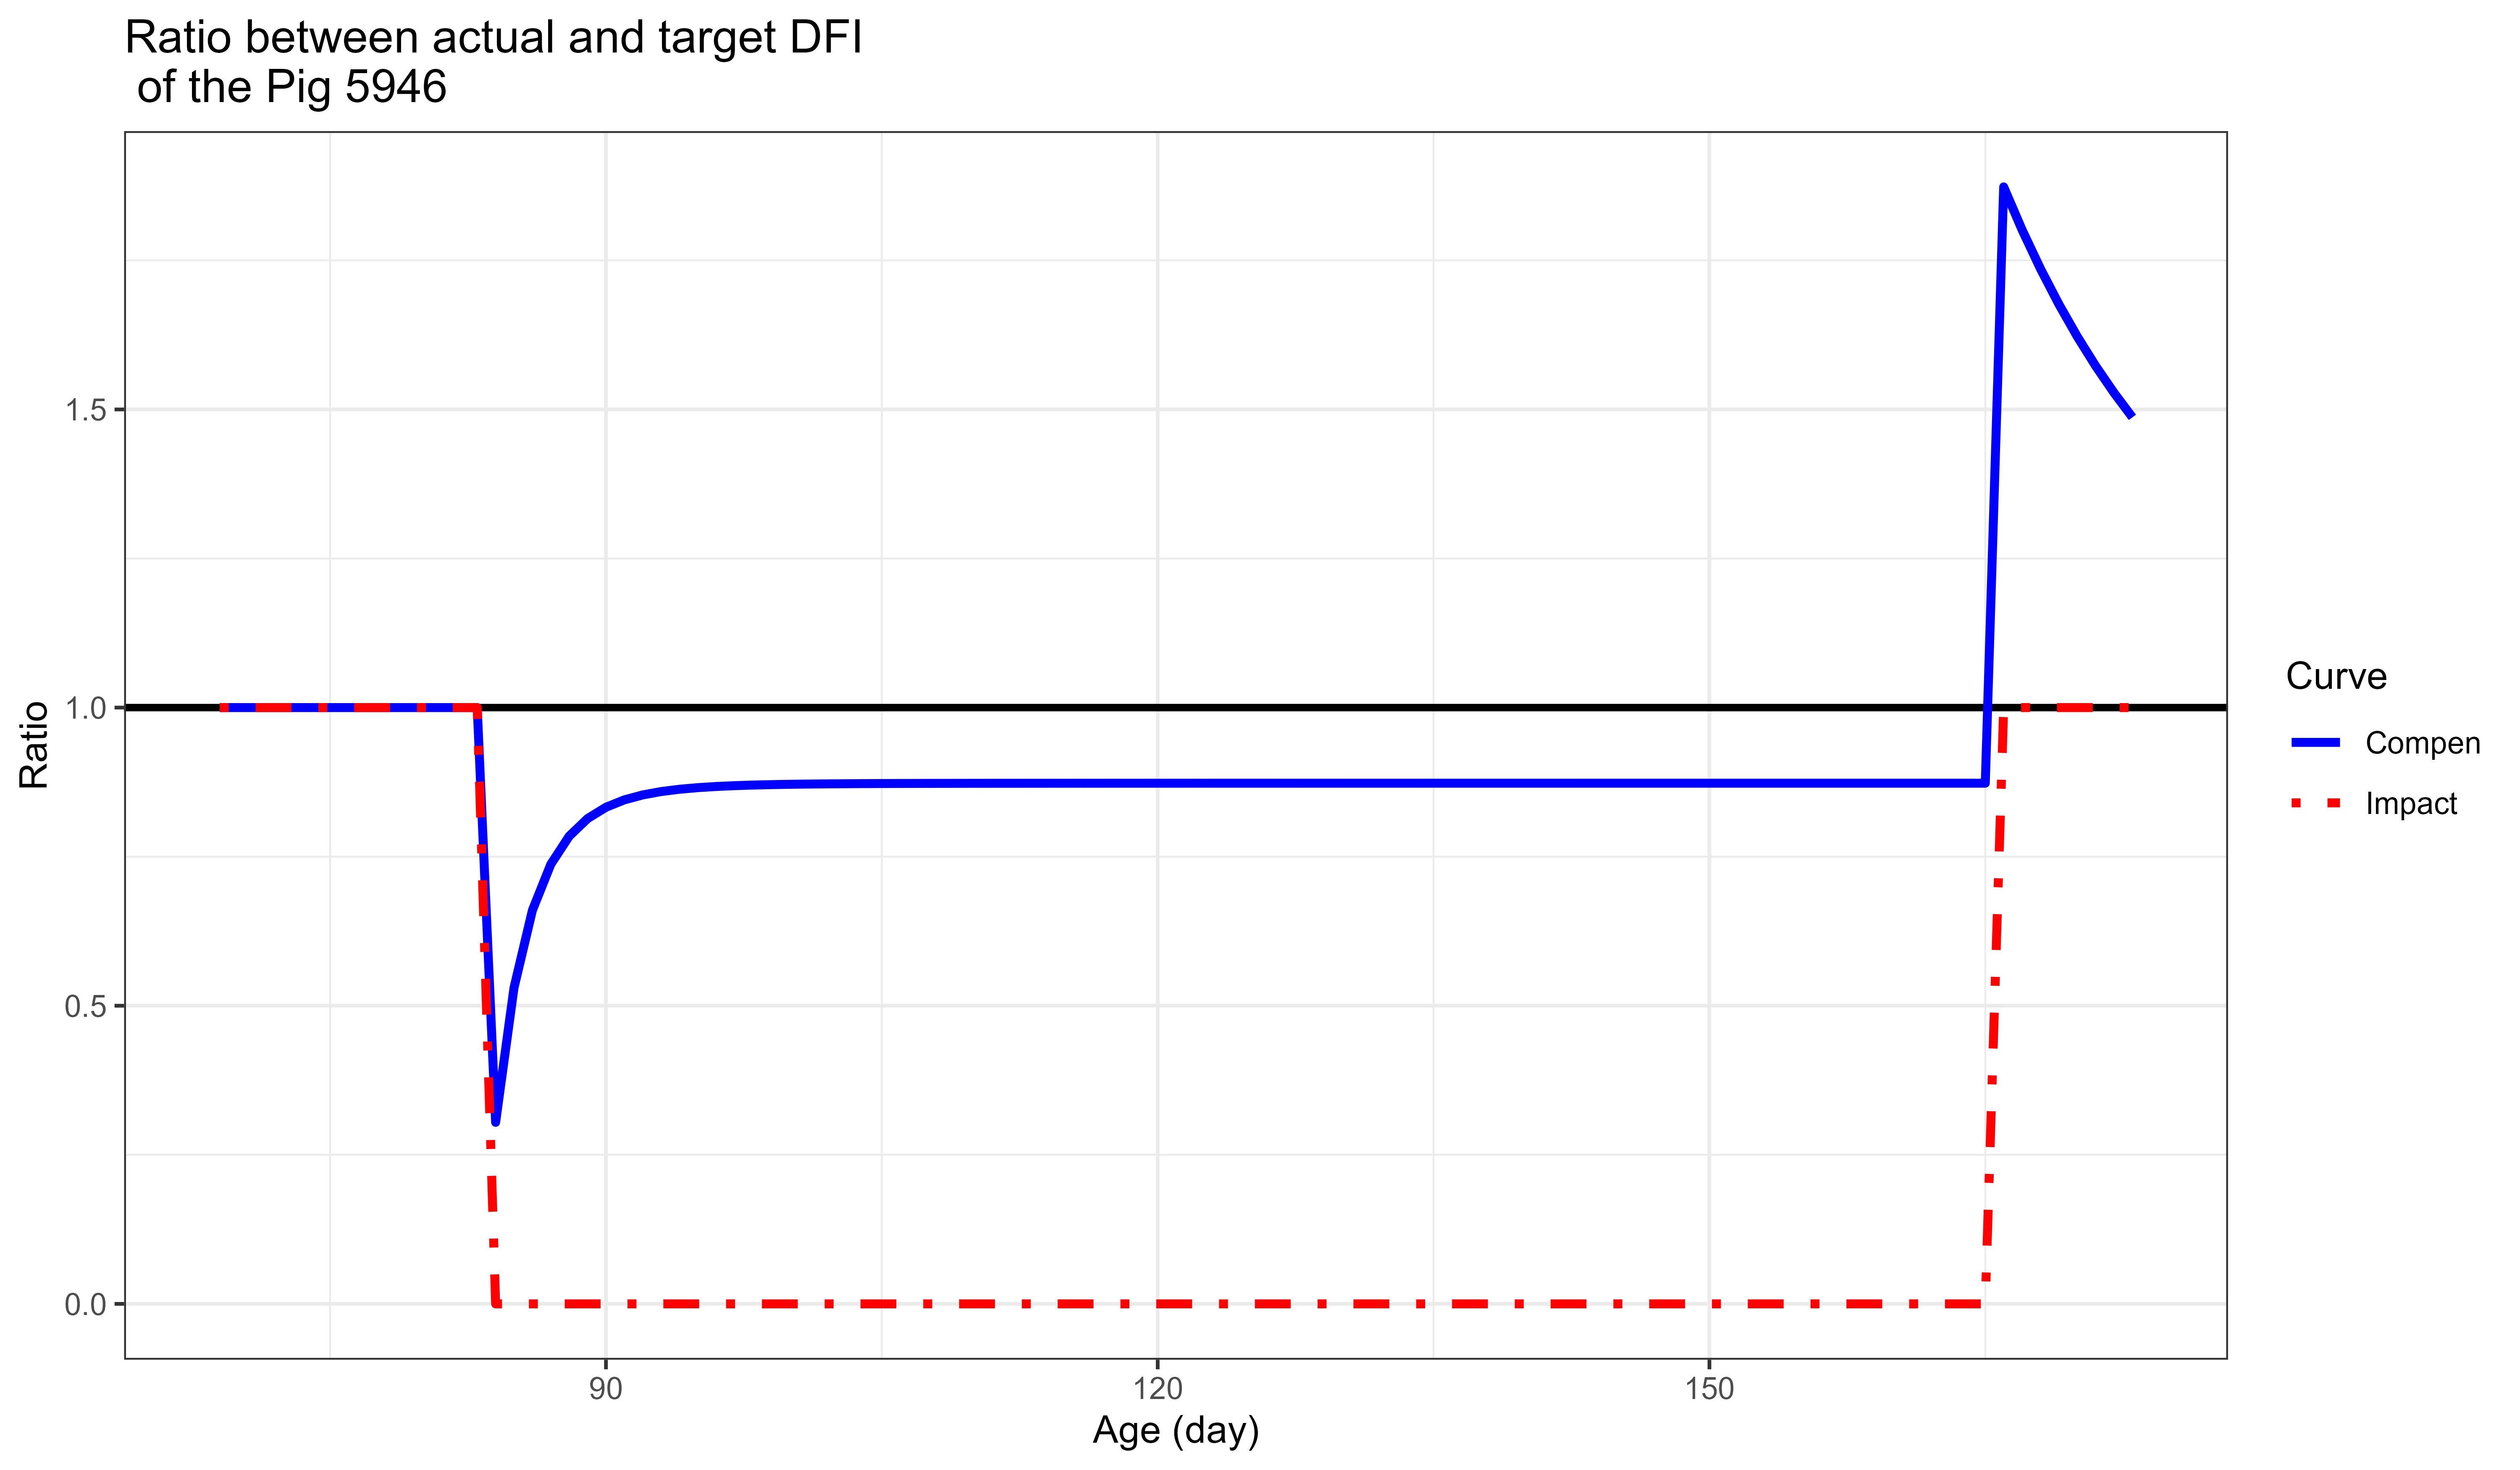 Ratio between actual and target DFI
of the Pig 5946
Ratio
1.5
1.0
0.5
0.0
90
120
150
Age (day)
Curve
Compen
Impact